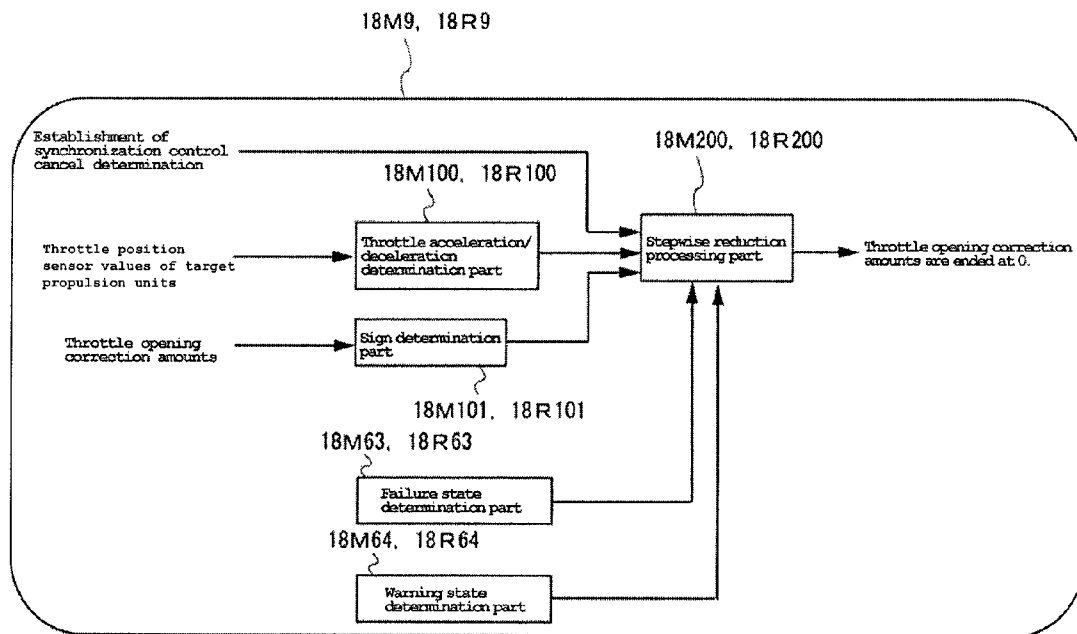 18M9, 18R9
Establishment of
synchronization control
cancel determination
18M200, 18R200
18M100, 18R100
Throttle position
sensor values of target
propulsion units
Throttle acceleration/
deceleration
determination part
Stepwise reduction
processing part
Throttle opening correction
amounts are ended at 0.
Throttle opening
correction amounts
Sign determination
part
18M101, 18R101
18M63, 18R63
Failure state
determination part
18M64, 18R64
Warning state
determination part